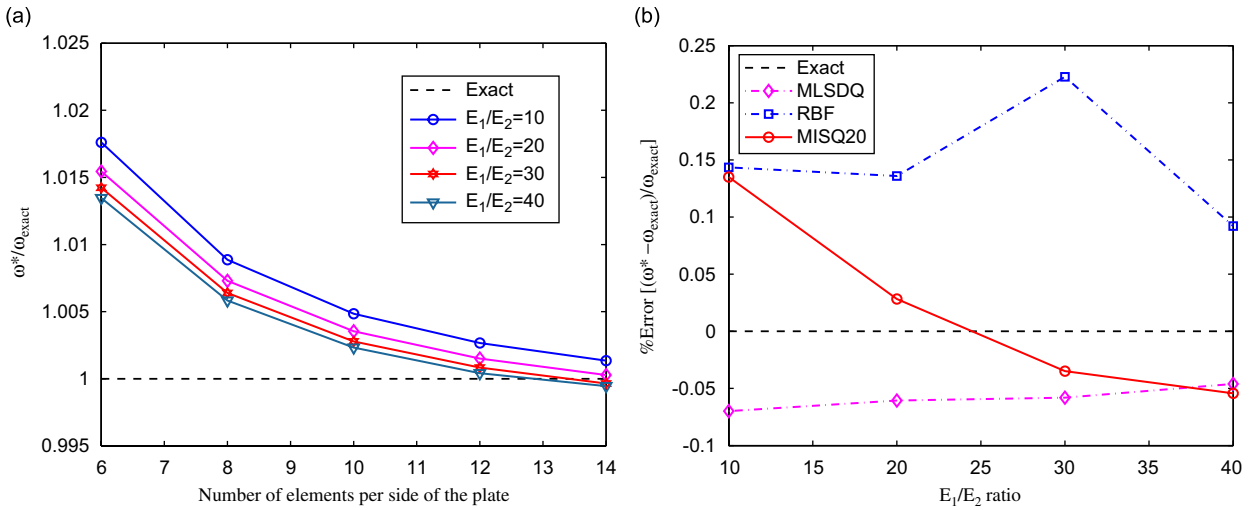 (a)
1.025
1.02
1.015
1.01
1.005
1
0.995
ω*/ω_exact
6 7 8 9 10 11 12 13 14
Number of elements per side of the plate
Exact
E₁/E₂=10
E₁/E₂=20
E₁/E₂=30
E₁/E₂=40
(b)
0.25
0.2
0.15
0.1
0.05
0
-0.05
-0.1
%Error [(ω* −ω_exact)/ω_exact]
10 15 20 25 30 35 40
E₁/E₂ ratio
Exact
MLSDQ
RBF
MISQ20